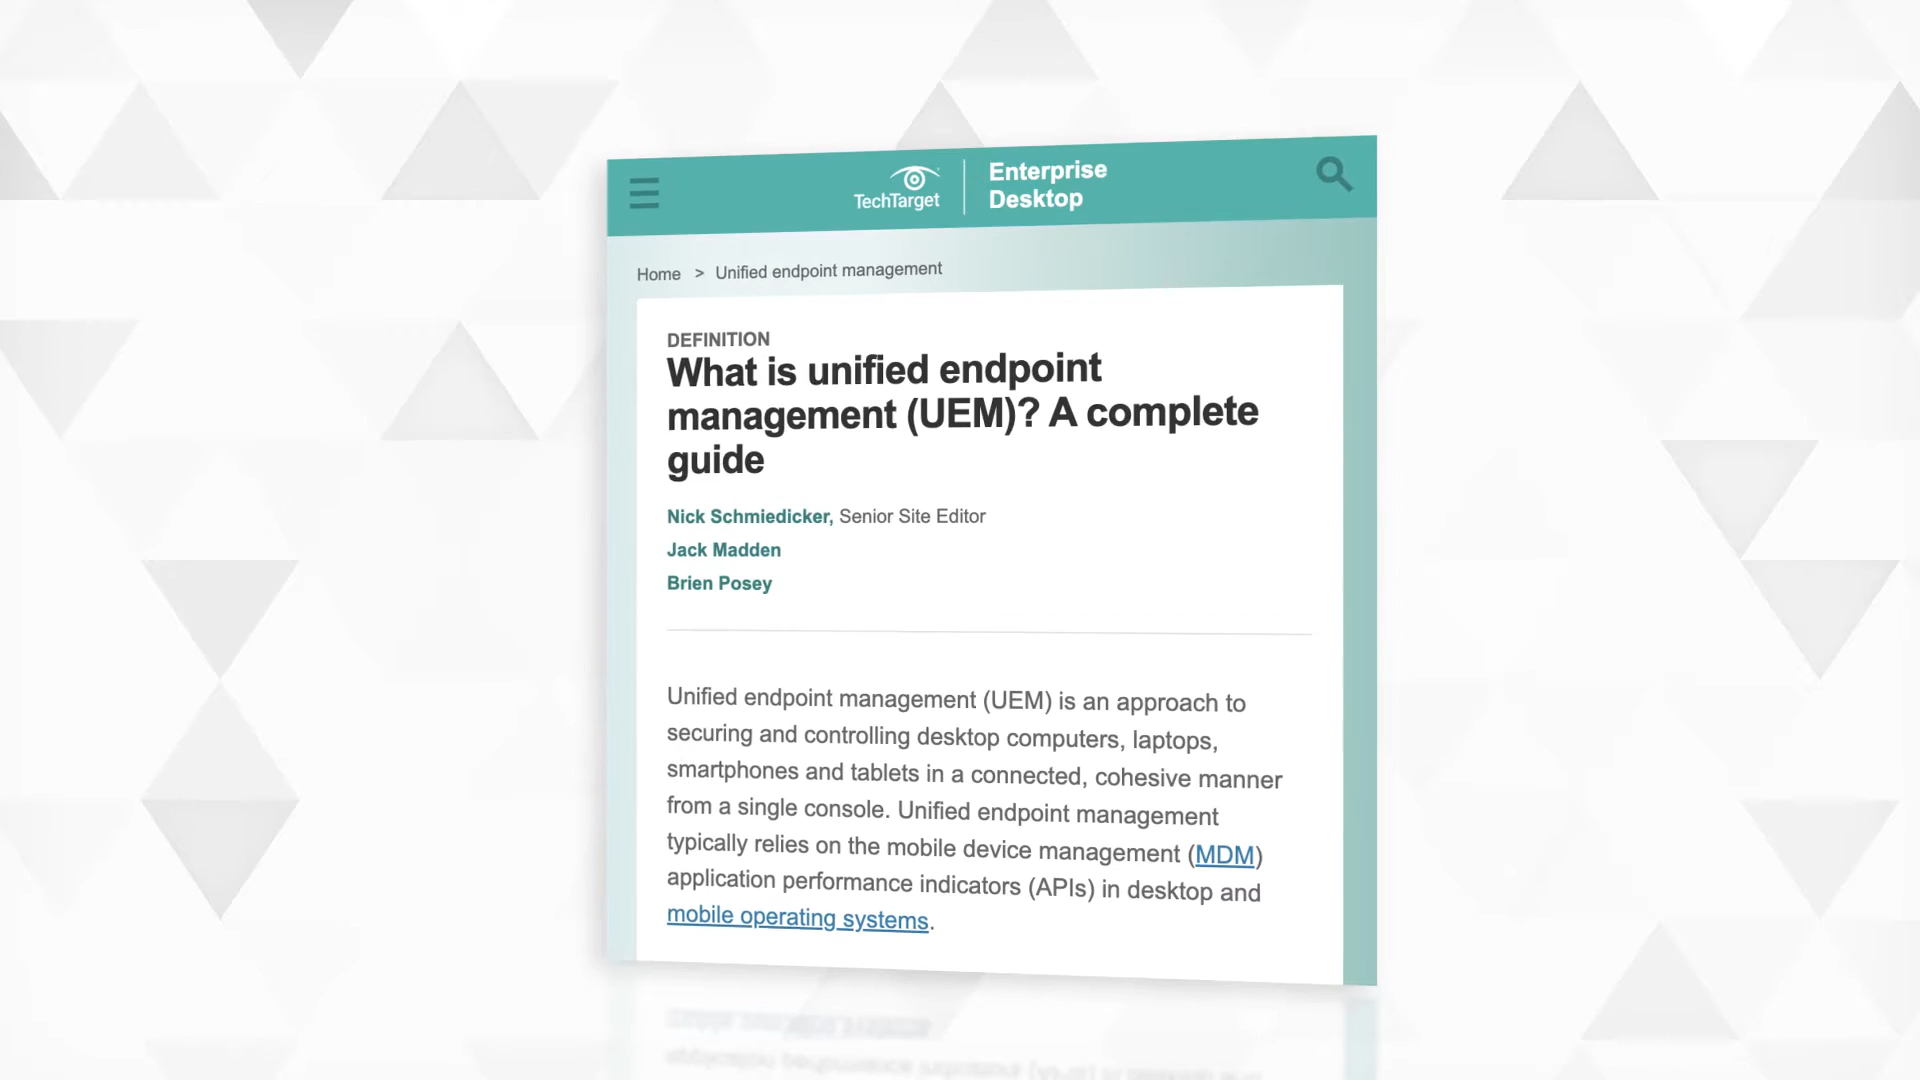 TechTarget
Enterprise
Desktop
Home > Unified endpoint management
DEFINITION
What is unified endpoint
management (UEM)? A complete
guide
Nick Schmiedicker, Senior Site Editor
Jack Madden
Brien Posey
Unified endpoint management (UEM) is an approach to
securing and controlling desktop computers, laptops,
smartphones and tablets in a connected, cohesive manner
from a single console. Unified endpoint management
typically relies on the mobile device management (MDM)
application performance indicators (APIs) in desktop and
mobile operating systems.